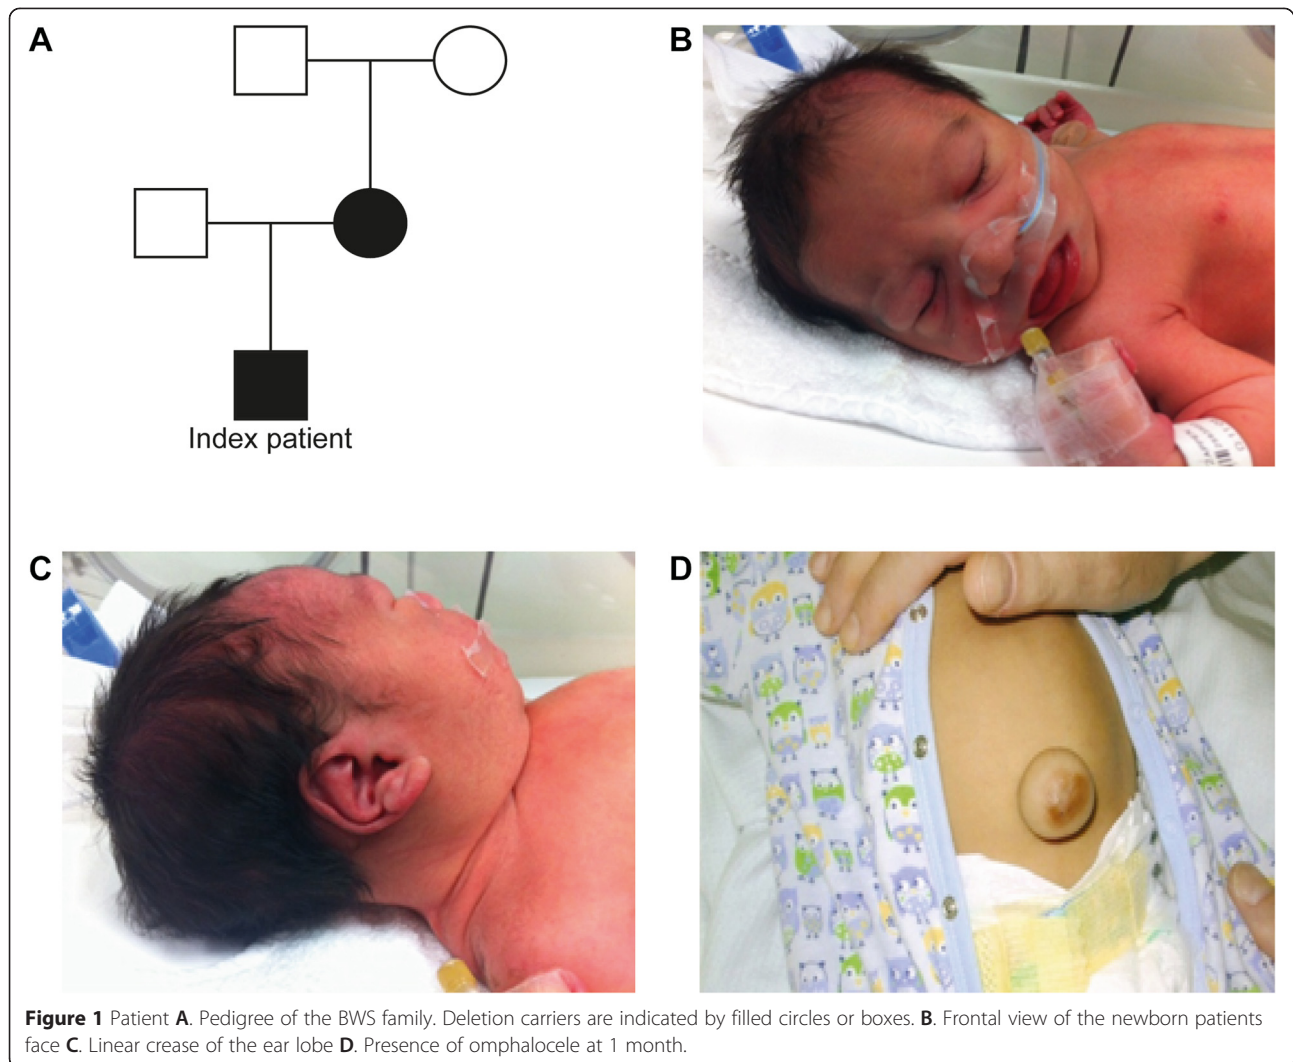 A
B
Index patient
C
D
Figure 1 Patient A. Pedigree of the BWS family. Deletion carriers are indicated by filled circles or boxes. B. Frontal view of the newborn patients
face C. Linear crease of the ear lobe D. Presence of omphalocele at 1 month.